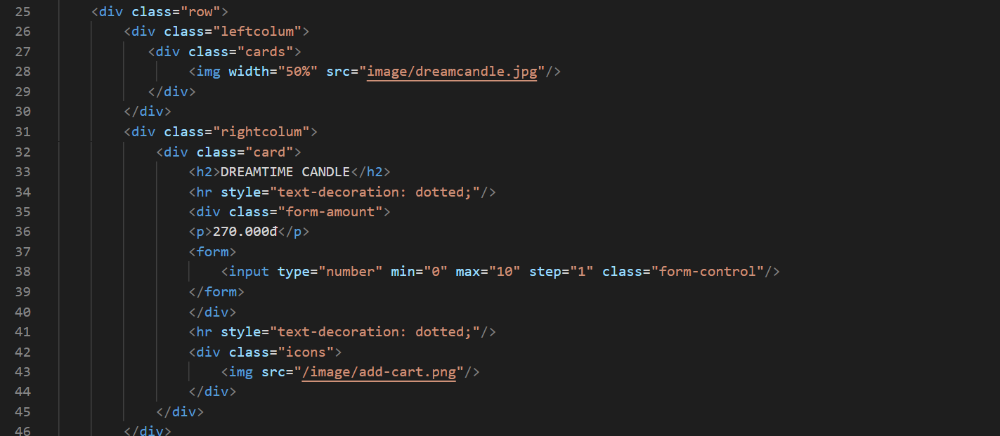 25 <div class="row">
26 <div class="leftcolum">
27 <div class="cards">
28 <img width="50%" src="image/dreamcandle.jpg"/>
29 </div>
30 </div>
31 <div class="rightcolum">
32 <div class="card">
33 <h2>DREAMTIME CANDLE</h2>
34 <hr style="text-decoration: dotted;"/>
35 <div class="form-amount">
36 <p>270.000đ</p>
37 <form>
38 <input type="number" min="0" max="10" step="1" class="form-control"/>
39 </form>
40 </div>
41 <hr style="text-decoration: dotted;"/>
42 <div class="icons">
43 <img src="/image/add-cart.png"/>
44 </div>
45 </div>
46 </div>